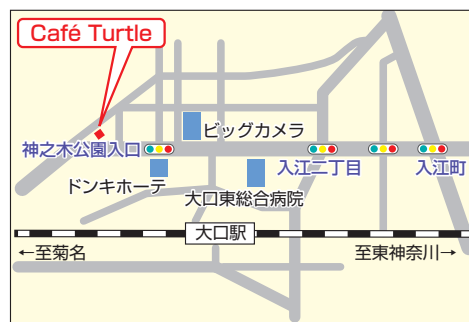 Café Turtle
ビッグカメラ
神之木公園入口
入江二丁目
入江町
ドンキホーテ
大口東総合病院
大口駅
←至菊名
至東神奈川→